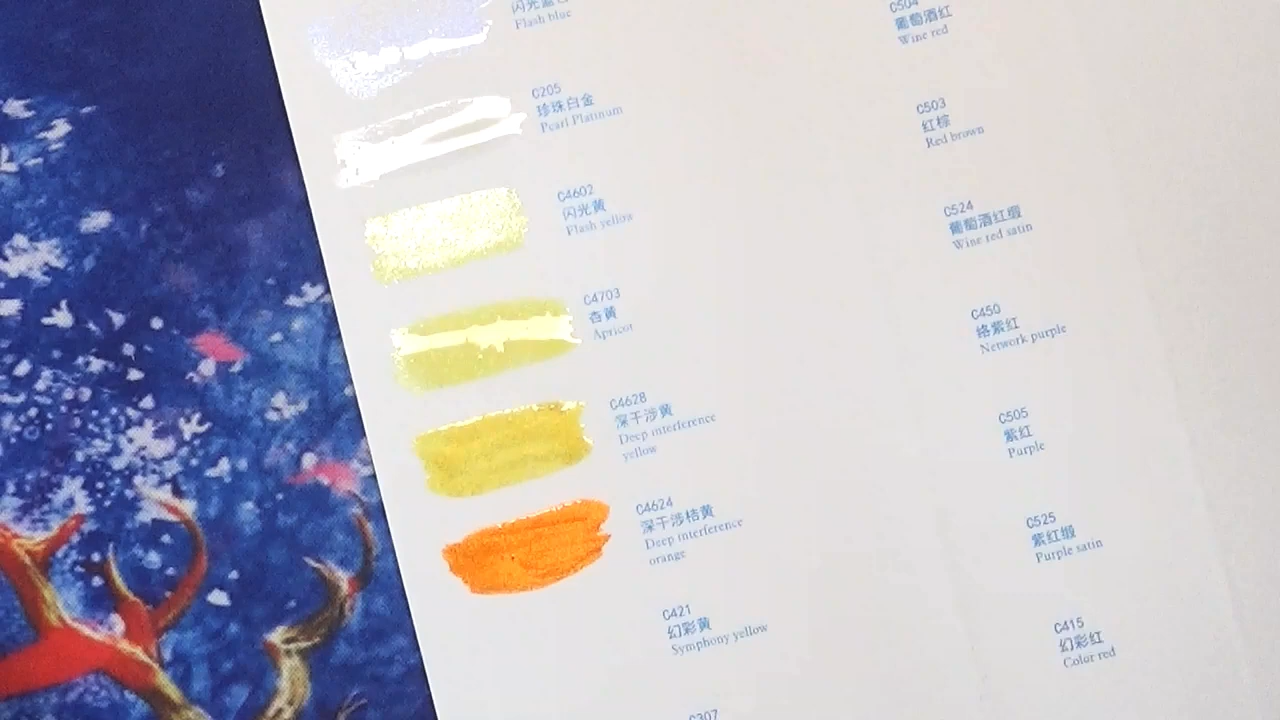 Flash blue
C205
珍珠白金
Pearl Platinum
C4602
闪光黄
Flash yellow
C4703
杏黄
Apricot
C4628
深干涉黄
Deep interference
yellow
C4624
深干涉桔黄
Deep interference
orange
C421
幻彩黄
Symphony yellow
C307
C504
葡萄酒红
Wine red
C503
红棕
Red brown
C524
葡萄酒红缎
Wine red satin
C450
络紫红
Network purple
C505
紫红
Purple
C525
紫红缎
Purple satin
C415
幻彩红
Color red